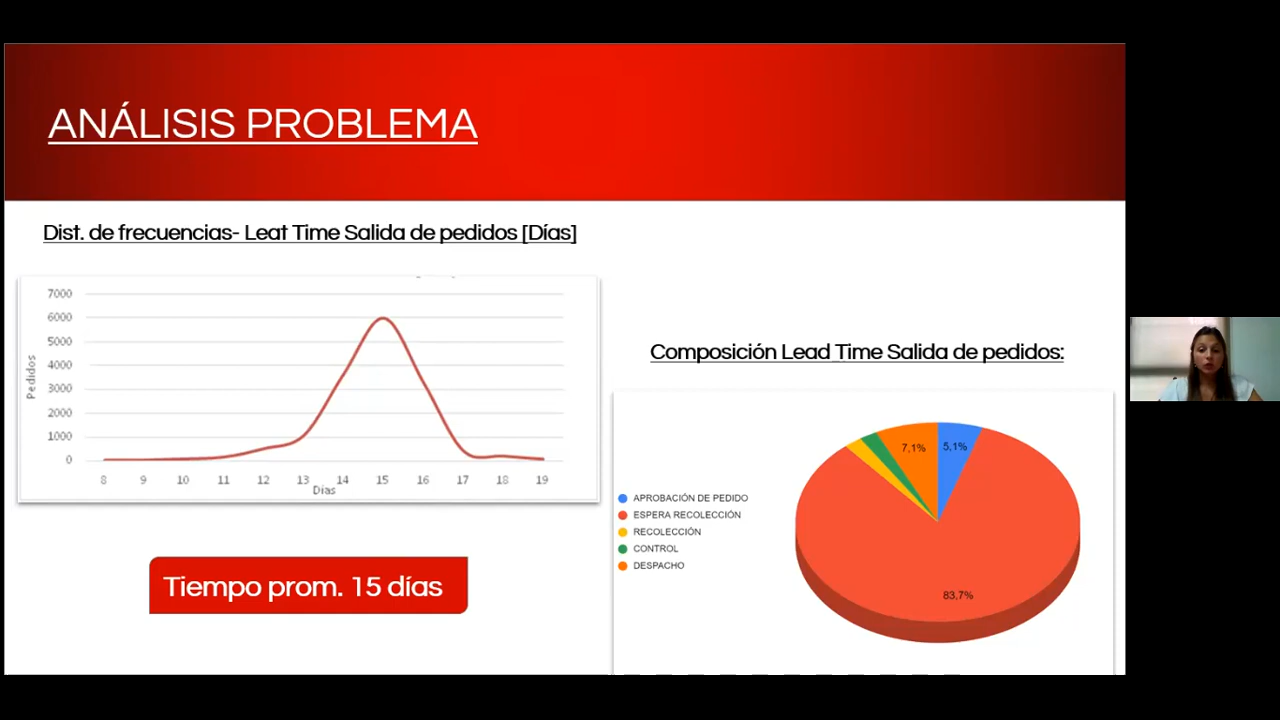 ANÁLISIS PROBLEMA
Dist. de frecuencias- Leat Time Salida de pedidos [Días]
7000
6000
5000
4000
3000
2000
1000
0
Pedidos
8 9 10 11 12 13 14 15 16 17 18 19
Días
Tiempo prom. 15 días
Composición Lead Time Salida de pedidos:
APROBACIÓN DE PEDIDO
ESPERA RECOLECCIÓN
RECOLECCIÓN
CONTROL
DESPACHO
7,1%
5,1%
83,7%